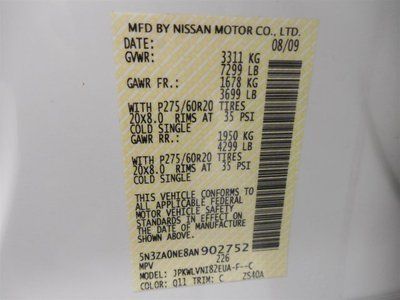 MFD BY NISSAN MOTOR CO., LTD.
DATE: 08/09
GVWR: 3311 KG
7299 LB
GAWR FR.: 1678 KG
3699 LB
WITH P275/60R20 TIRES
20X8.0 RIMS AT 35 PSI
COLD SINGLE
GAWR RR.: 1950 KG
4299 LB
WITH P275/60R20 TIRES
20X8.0 RIMS AT 35 PSI
COLD SINGLE
THIS VEHICLE CONFORMS TO
ALL APPLICABLE FEDERAL
MOTOR VEHICLE SAFETY
STANDARDS IN EFFECT ON
THE DATE OF MANUFACTURE
SHOWN ABOVE.
5N3ZA0NE8AN902752
MPV 226
MODEL: JPKWLVNI82EUA-F--C
COLOR: Q11 TRIM: C ZS4OA